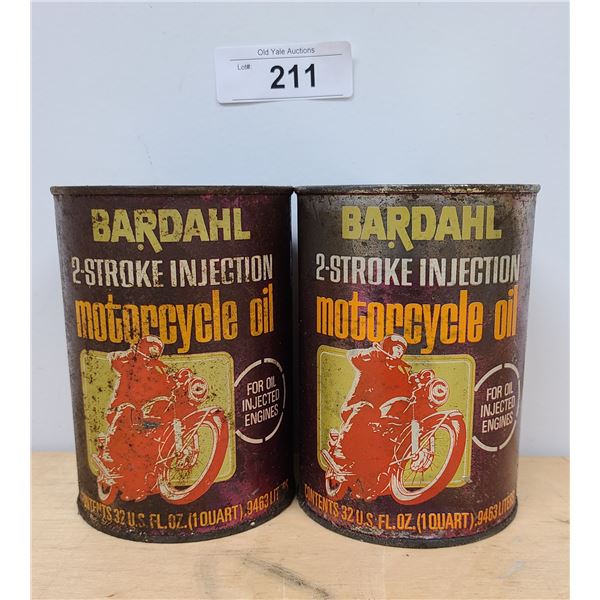 Old Yale Auctions
Lot#: 211
BARDAHL
2-STROKE INJECTION
motorcycle oil
FOR OIL
INJECTED
ENGINES
CONTENTS 32 U.S. FL. OZ. (1 QUART) .9463
BARDAHL
2-STROKE INJECTION
motorcycle oil
FOR OIL
INJECTED
ENGINES
CONTENTS 32 U.S. FL. OZ. (1 QUART) .9463 LITERS